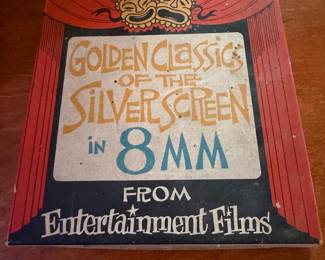 GOLDEN CLASSICS
OF THE
SILVER SCREEN
IN 8MM
FROM
Entertainment Films